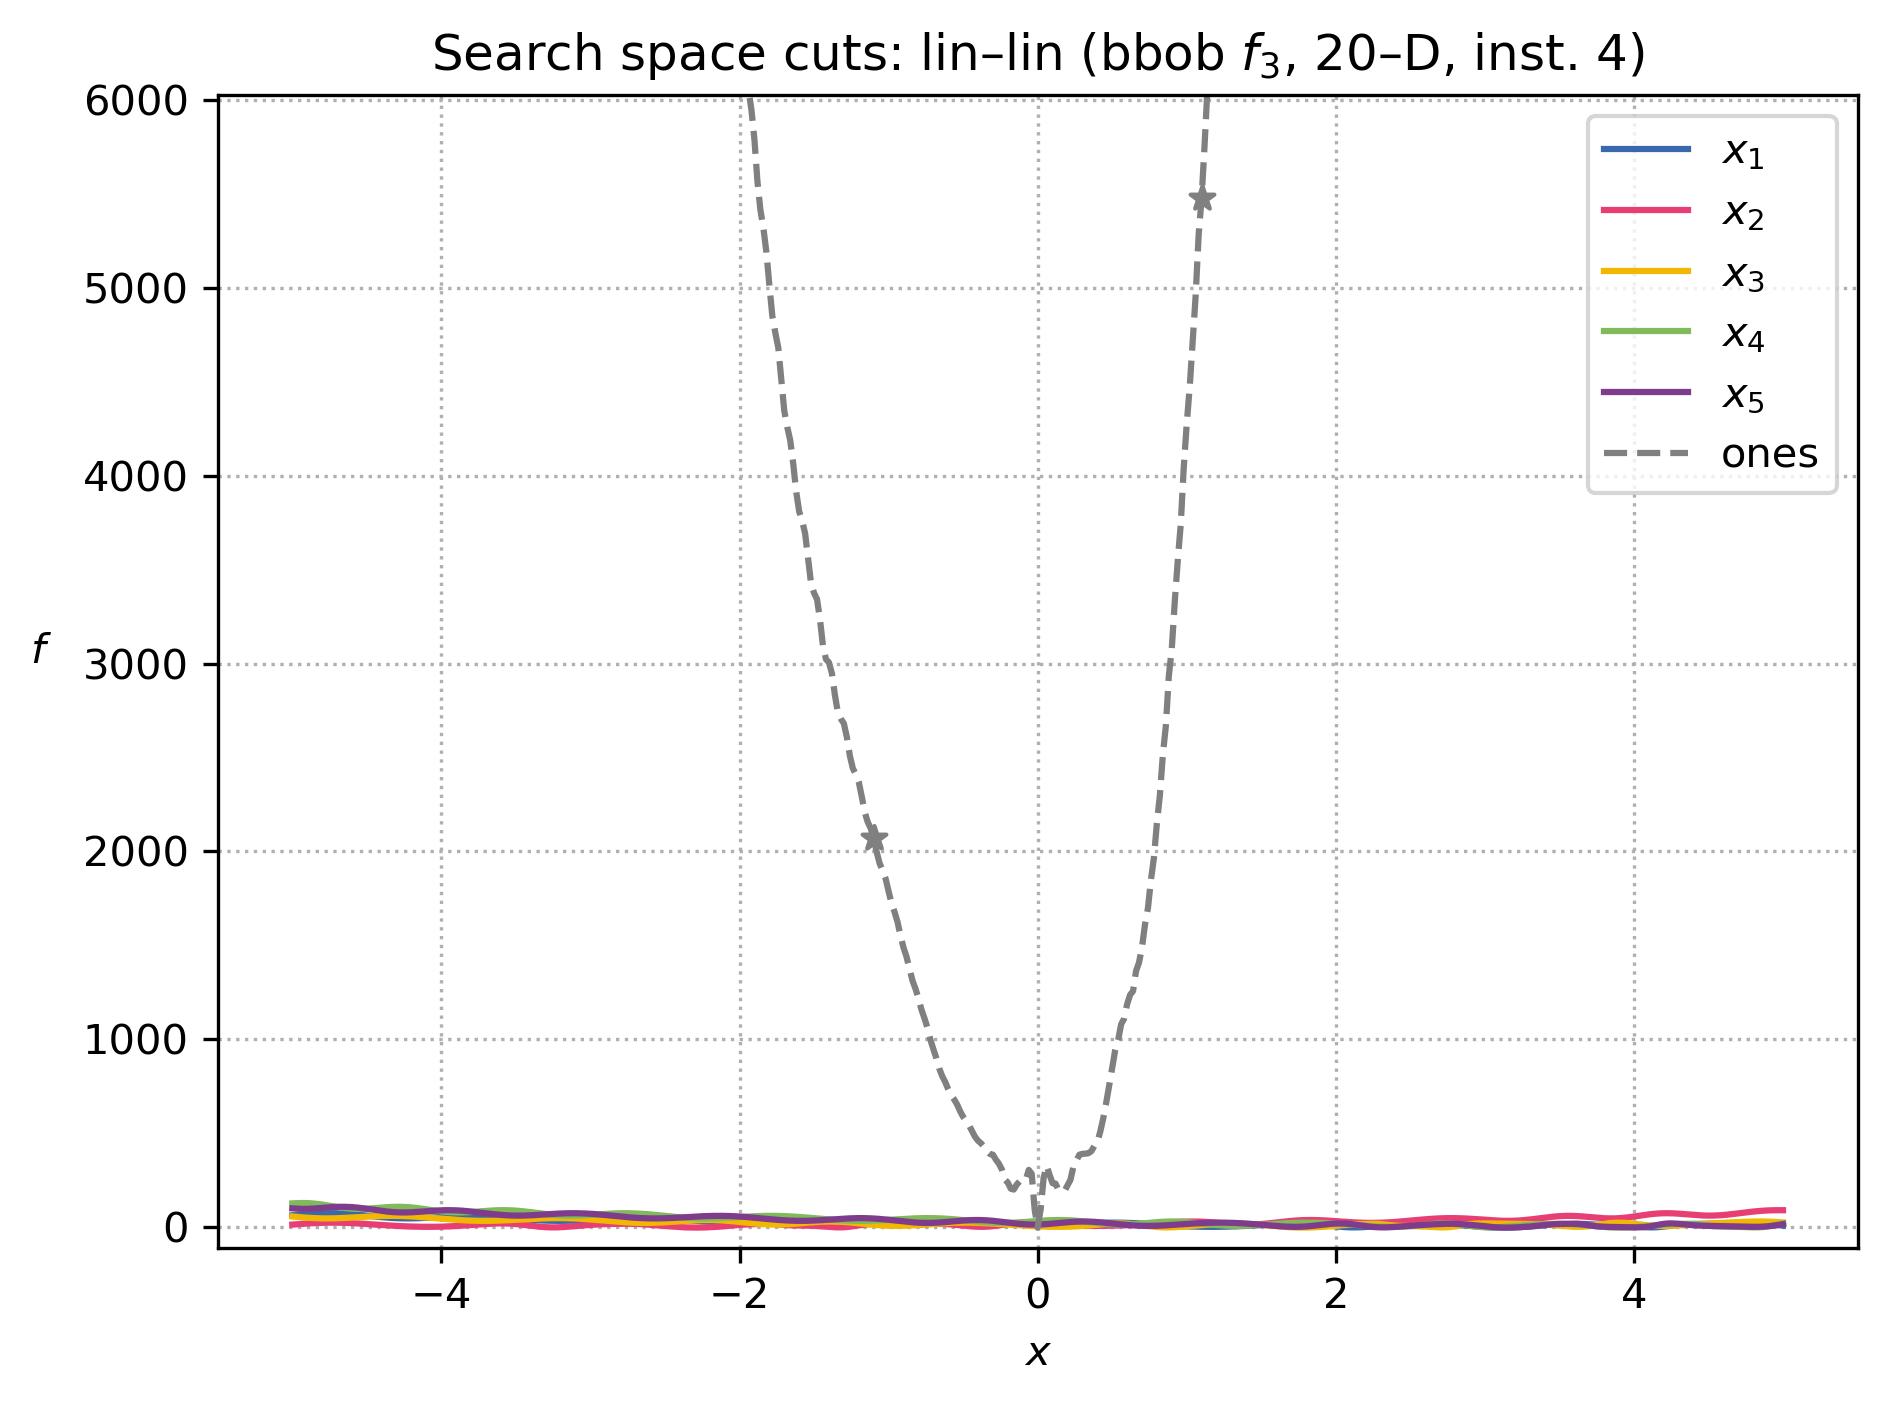 Search space cuts: lin–lin (bbob f₃, 20–D, inst. 4)
6000
5000
4000
3000
2000
1000
0
f
x₁
x₂
x₃
x₄
x₅
ones
−4 −2 0 2 4
x